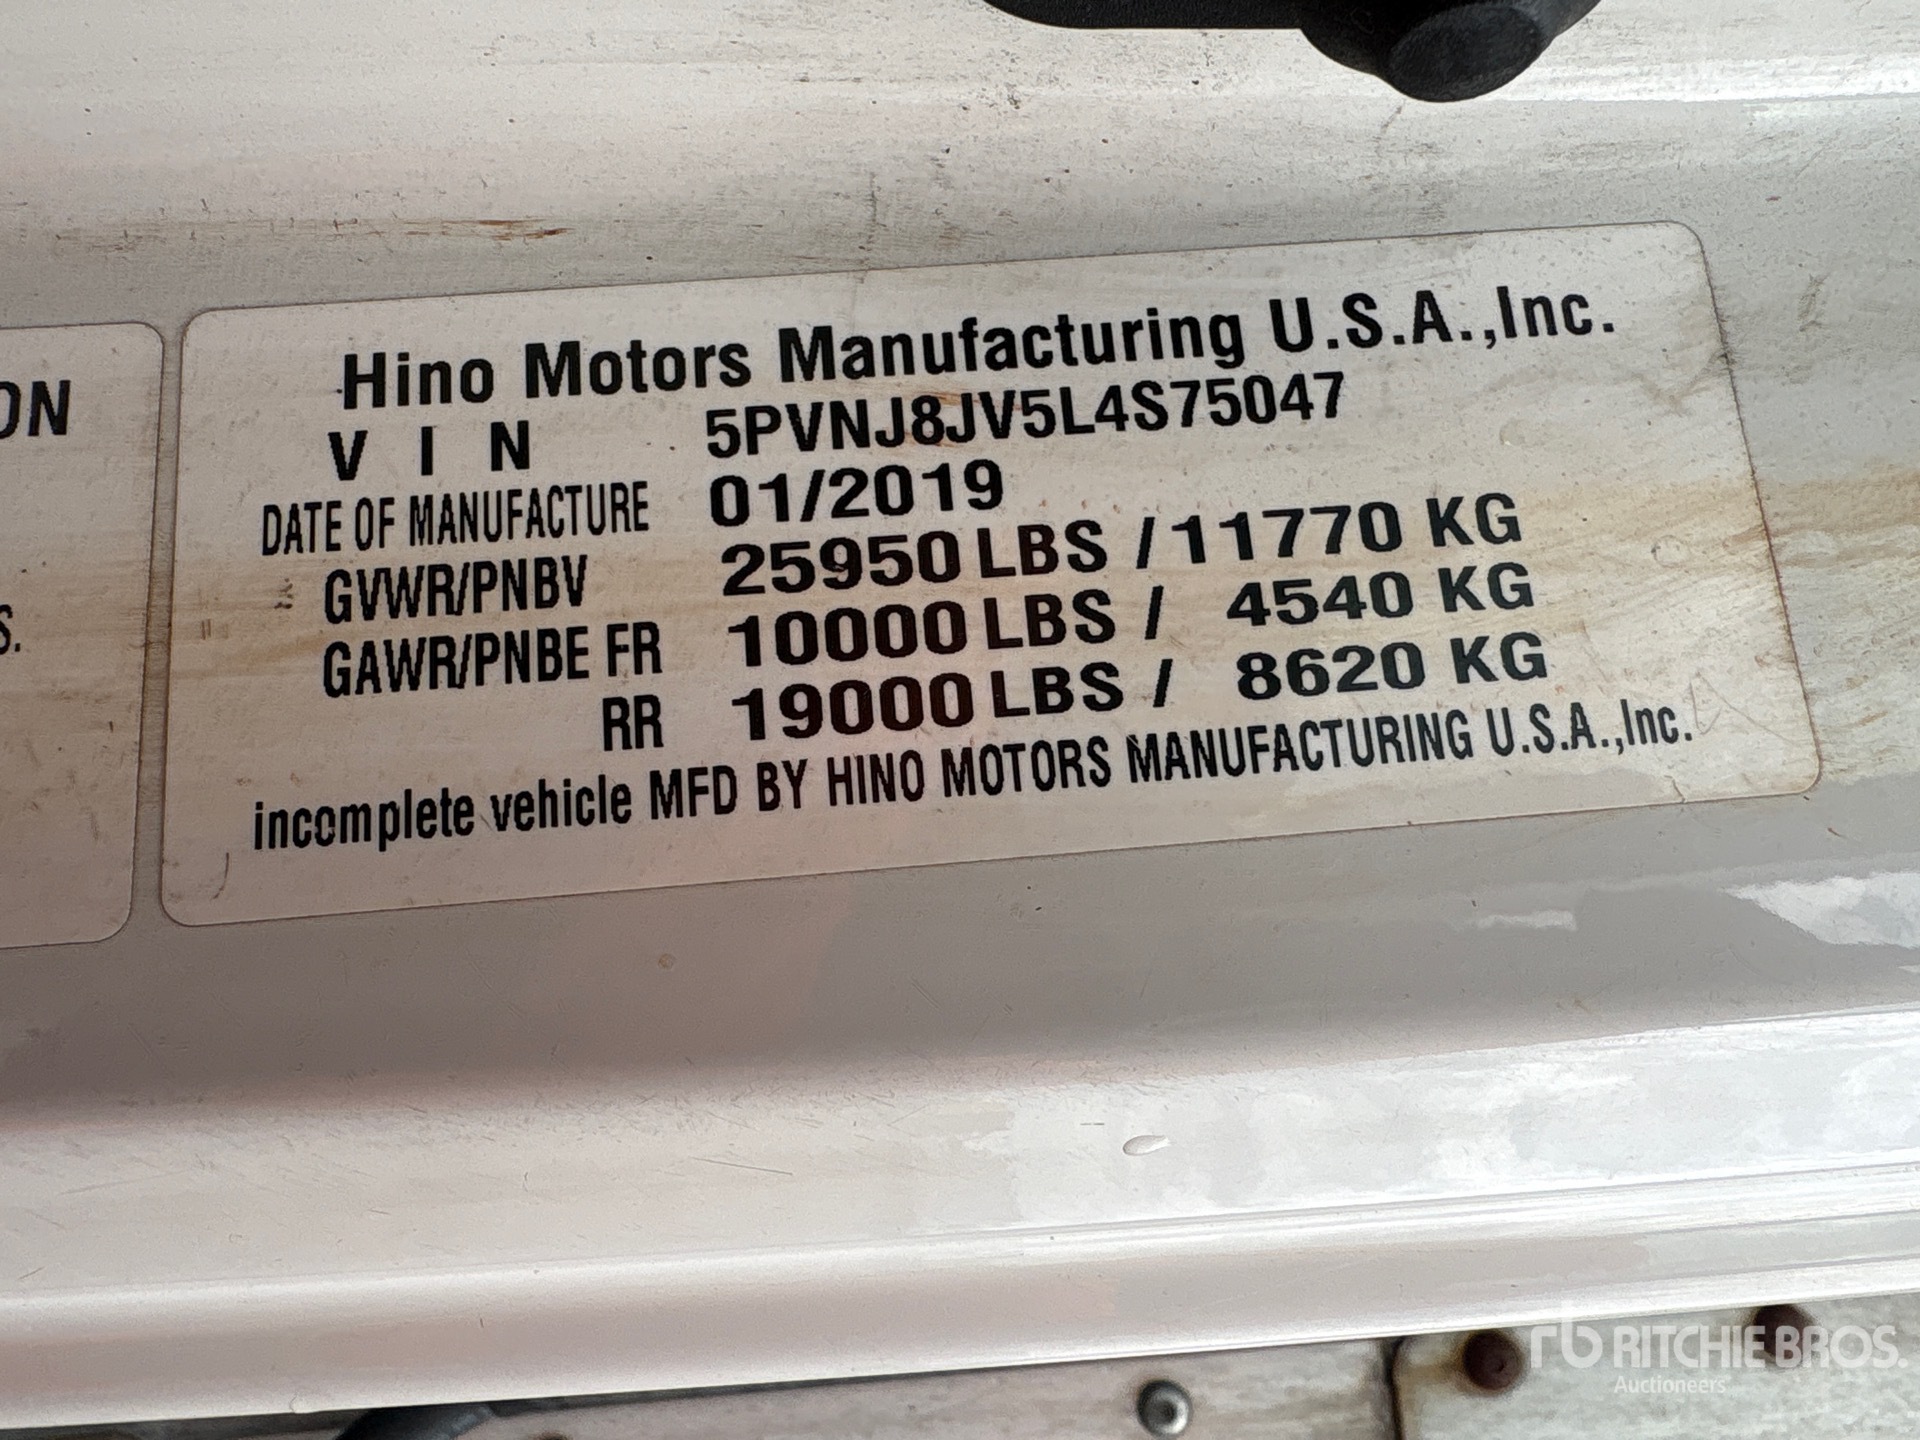 Hino Motors Manufacturing U.S.A.,Inc.
V I N 5PVNJ8JV5L4S75047
DATE OF MANUFACTURE 01/2019
GVWR/PNBV 25950 LBS / 11770 KG
GAWR/PNBE FR 10000 LBS / 4540 KG
RR 19000 LBS / 8620 KG
incomplete vehicle MFD BY HINO MOTORS MANUFACTURING U.S.A.,Inc.
ON
S.
rb RITCHIE BROS.
Auctioneers